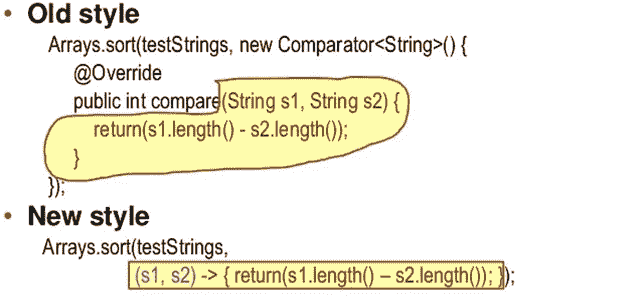 • Old style
Arrays.sort(testStrings, new Comparator<String>() {
@Override
public int compare(String s1, String s2) {
return(s1.length() - s2.length());
}
});
• New style
Arrays.sort(testStrings,
(s1, s2) -> { return(s1.length() – s2.length()); });